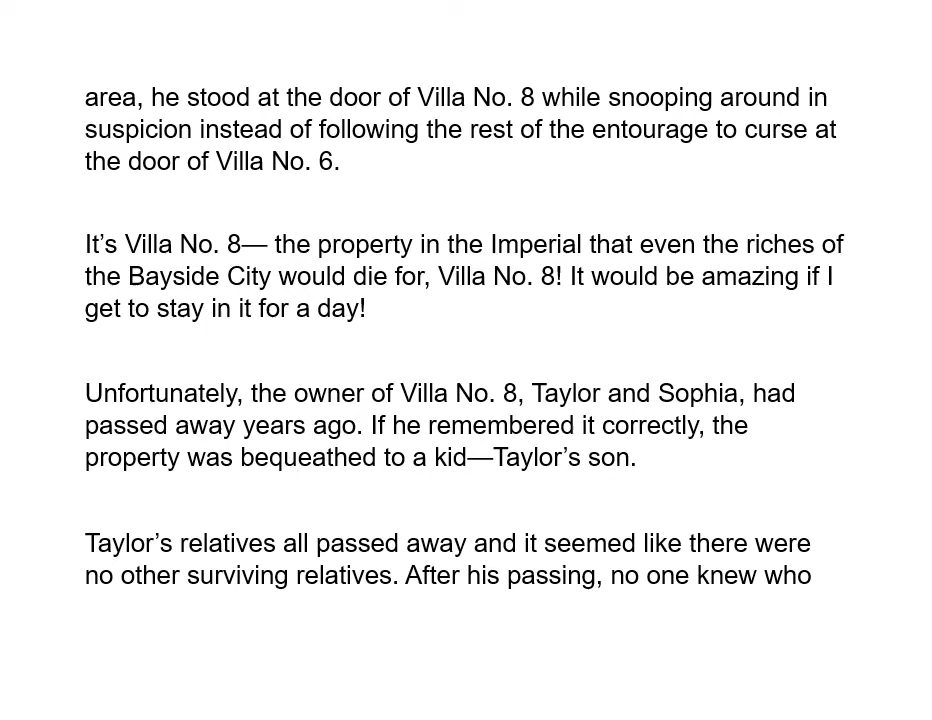 area, he stood at the door of Villa No. 8 while snooping around in
suspicion instead of following the rest of the entourage to curse at
the door of Villa No. 6.
It’s Villa No. 8— the property in the Imperial that even the riches of
the Bayside City would die for, Villa No. 8! It would be amazing if I
get to stay in it for a day!
Unfortunately, the owner of Villa No. 8, Taylor and Sophia, had
passed away years ago. If he remembered it correctly, the
property was bequeathed to a kid—Taylor’s son.
Taylor’s relatives all passed away and it seemed like there were
no other surviving relatives. After his passing, no one knew who